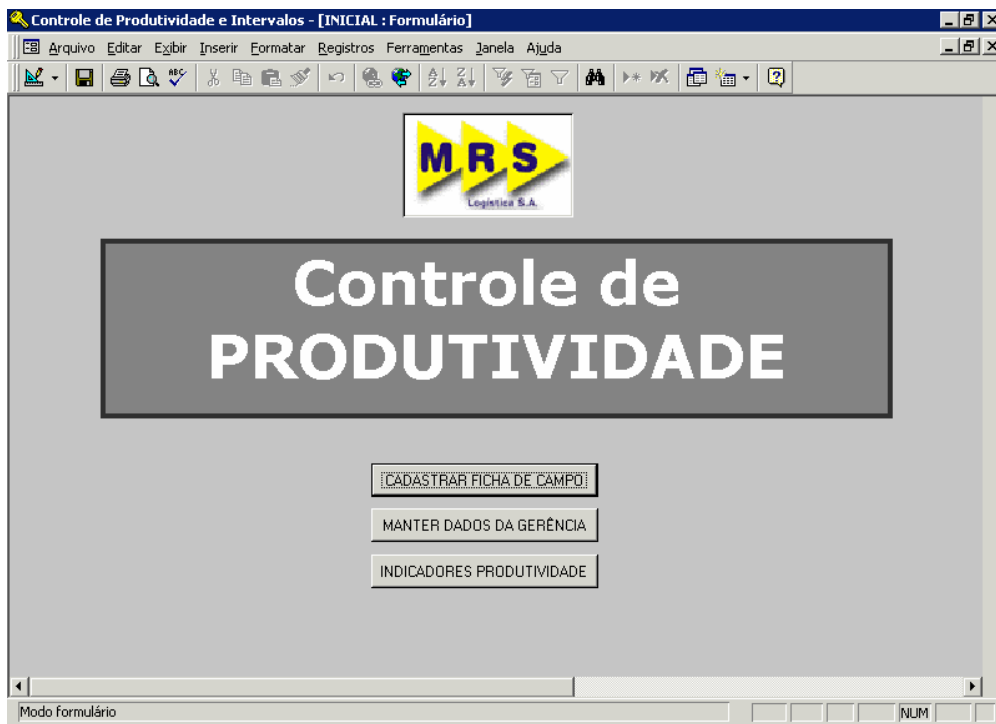 Controle de Produtividade e Intervalos - [INICIAL : Formulário]
Arquivo Editar Exibir Inserir Formatar Registros Ferramentas Janela Ajuda
MRS
Logística S.A.
Controle de
PRODUTIVIDADE
CADASTRAR FICHA DE CAMPO
MANTER DADOS DA GERÊNCIA
INDICADORES PRODUTIVIDADE
Modo formulário NUM